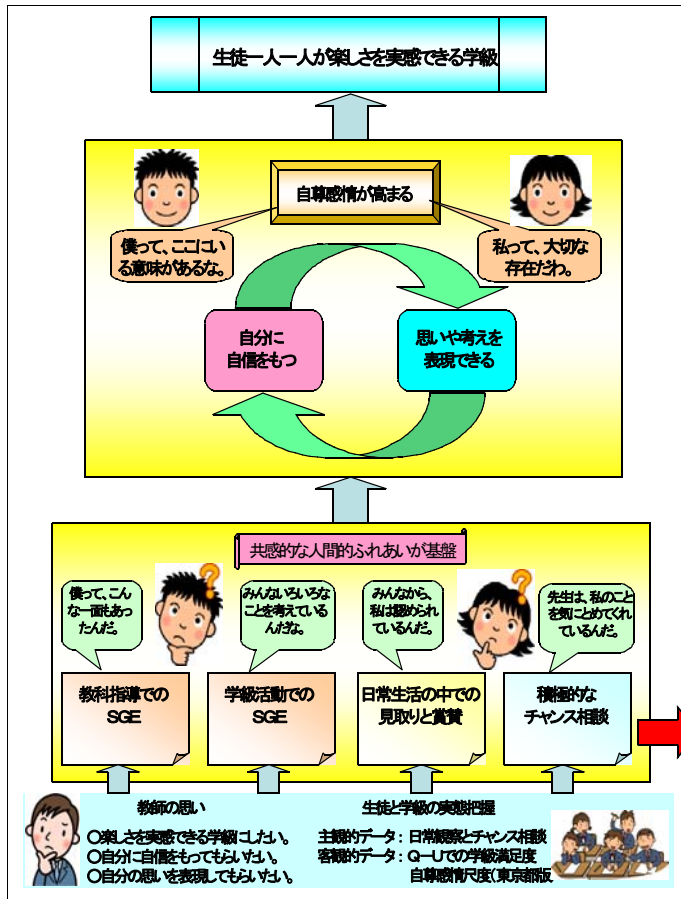 生徒一人一人が楽しさを実感できる学級
自尊感情が高まる
僕って、ここにい
る意味があるな。
私って、大切な
存在だわ。
自分に
自信をもつ
思いや考えを
表現できる
共感的な人間的ふれあいが基盤
僕って、こん
な一面もあっ
たんだ。
みんないろいろな
ことを考えている
んだな。
みんなから、
私は認められ
ているんだ。
先生は、私のこと
を気にとめてくれ
ているんだ。
教科指導での
SGE
学級活動での
SGE
日常生活の中での
見取りと賞賛
積極的な
チャンス相談
教師の思い
○楽しさを実感できる学級にしたい。
○自分に自信をもってもらいたい。
○自分の思いを表現してもらいたい。
生徒と学級の実態把握
主観的データ：日常観察とチャンス相談
客観的データ：Q－Uでの学級満足度
自尊感情尺度(東京都版